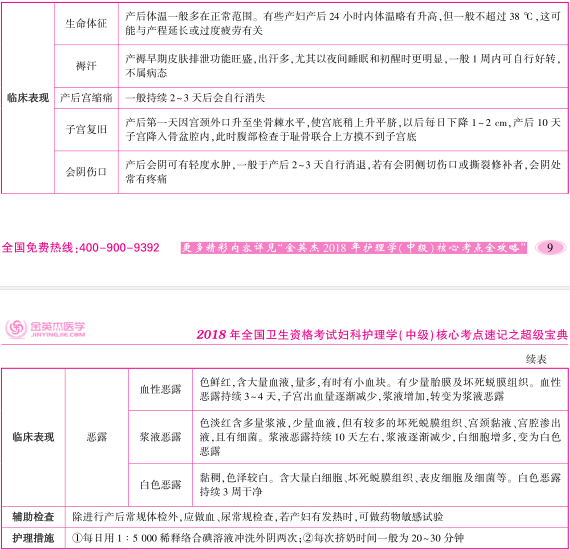 临床表现
生命体征
产后体温一般多在正常范围。有些产妇产后 24 小时内体温略有升高,但一般不超过 38 ℃,这可
能与产程延长或过度疲劳有关
褥汗
产褥早期皮肤排泄功能旺盛,出汗多,尤其以夜间睡眠和初醒时更明显,一般 1 周内可自行好转,
不属病态
产后宫缩痛
一般持续 2~3 天后会自行消失
子宫复旧
产后第一天因宫颈外口升至坐骨棘水平,使宫底稍上升平脐,以后每日下降 1~2 cm,产后 10 天
子宫降入骨盆腔内,此时腹部检查于耻骨联合上方摸不到子宫底
会阴伤口
产后会阴可有轻度水肿,一般于产后 2~3 天自行消退,若有会阴侧切伤口或撕裂修补者,会阴处
常有疼痛
全国免费热线:400-900-9392
更多精彩内容详见“金英杰 2018 年护理学(中级)核心考点全攻略”
9
金英杰医学
JINYINGJIE.COM
2018 年全国卫生资格考试妇科护理学(中级)核心考点速记之超级宝典
续表
临床表现
恶露
血性恶露
色鲜红,含大量血液,量多,有时有小血块。有少量胎膜及坏死蜕膜组织。血性
恶露持续 3~4 天,子宫出血量逐渐减少,浆液增加,转变为浆液恶露
浆液恶露
色淡红含多量浆液,少量血液,但有较多的坏死蜕膜组织、宫颈黏液、宫腔渗出
液,且有细菌。浆液恶露持续 10 天左右,浆液逐渐减少,白细胞增多,变为白色
恶露
白色恶露
黏稠,色泽较白。含大量白细胞、坏死蜕膜组织、表皮细胞及细菌等。白色恶露
持续 3 周干净
辅助检查
除进行产后常规体检外,应做血、尿常规检查,若产妇有发热时,可做药物敏感试验
护理措施
①每日用 1∶5 000 稀释络合碘溶液冲洗外阴两次;②每次挤奶时间一般为 20~30 分钟